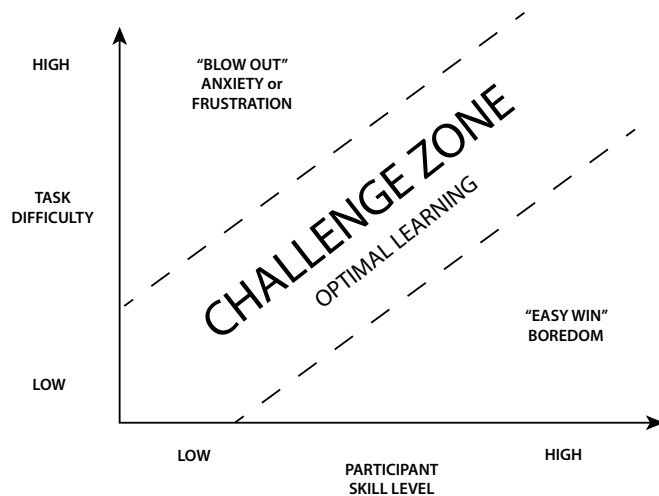 HIGH
“BLOW OUT”
ANXIETY or
FRUSTRATION
CHALLENGE ZONE
OPTIMAL LEARNING
TASK
DIFFICULTY
“EASY WIN”
BOREDOM
LOW
LOW
PARTICIPANT
SKILL LEVEL
HIGH